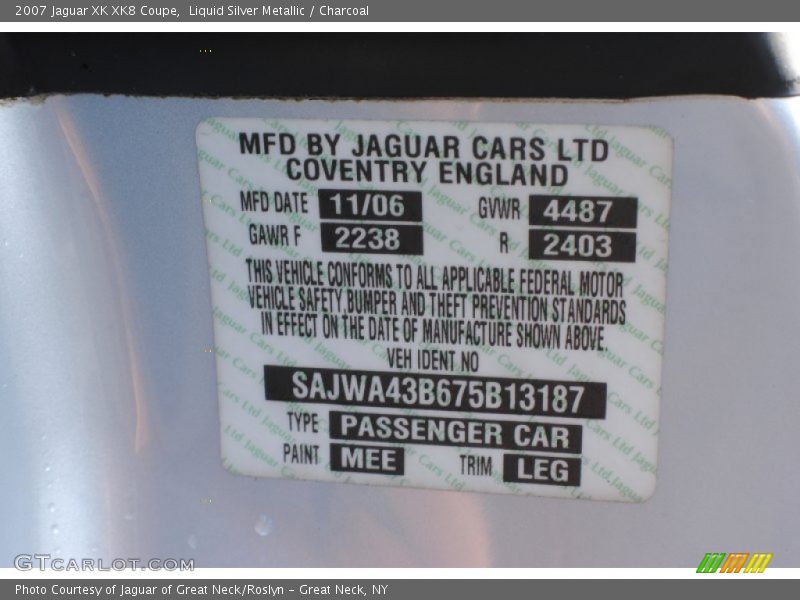 2007 Jaguar XK XK8 Coupe,  Liquid Silver Metallic / Charcoal
MFD BY JAGUAR CARS LTD
COVENTRY ENGLAND
MFD DATE 11/06 GVWR 4487
GAWR F 2238 R 2403
THIS VEHICLE CONFORMS TO ALL APPLICABLE FEDERAL MOTOR
VEHICLE SAFETY, BUMPER AND THEFT PREVENTION STANDARDS
IN EFFECT ON THE DATE OF MANUFACTURE SHOWN ABOVE.
VEH IDENT NO
SAJWA43B675B13187
TYPE PASSENGER CAR
PAINT MEE TRIM LEG
GTCARLOT.COM
Photo Courtesy of Jaguar of Great Neck/Roslyn - Great Neck, NY